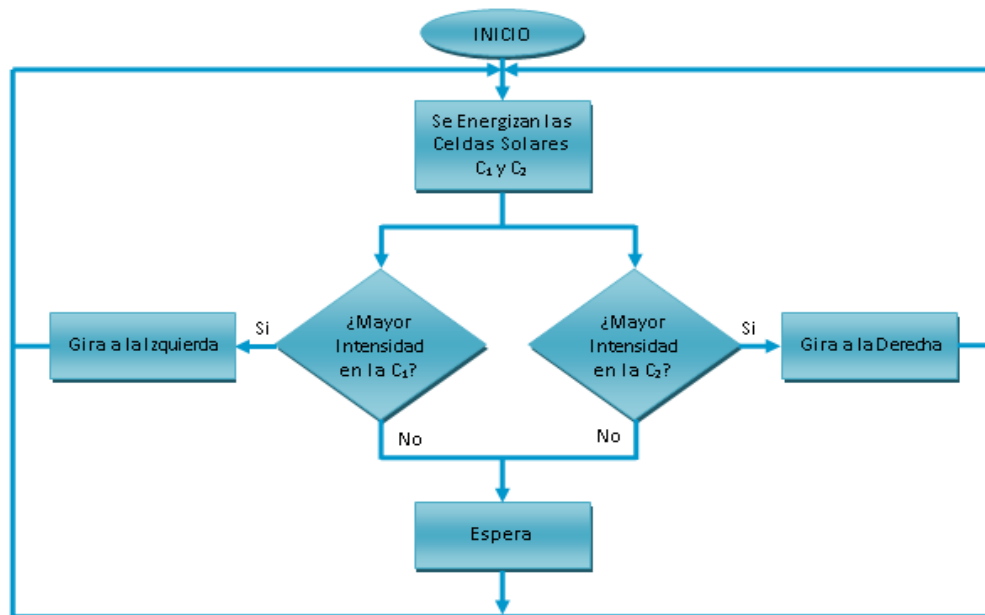 INICIO
Se Energizan las
Celdas Solares
C₁ y C₂
¿Mayor
Intensidad
en la C₁?
¿Mayor
Intensidad
en la C₂?
Si
Si
Gira a la Izquierda
Gira a la Derecha
No
No
Espera